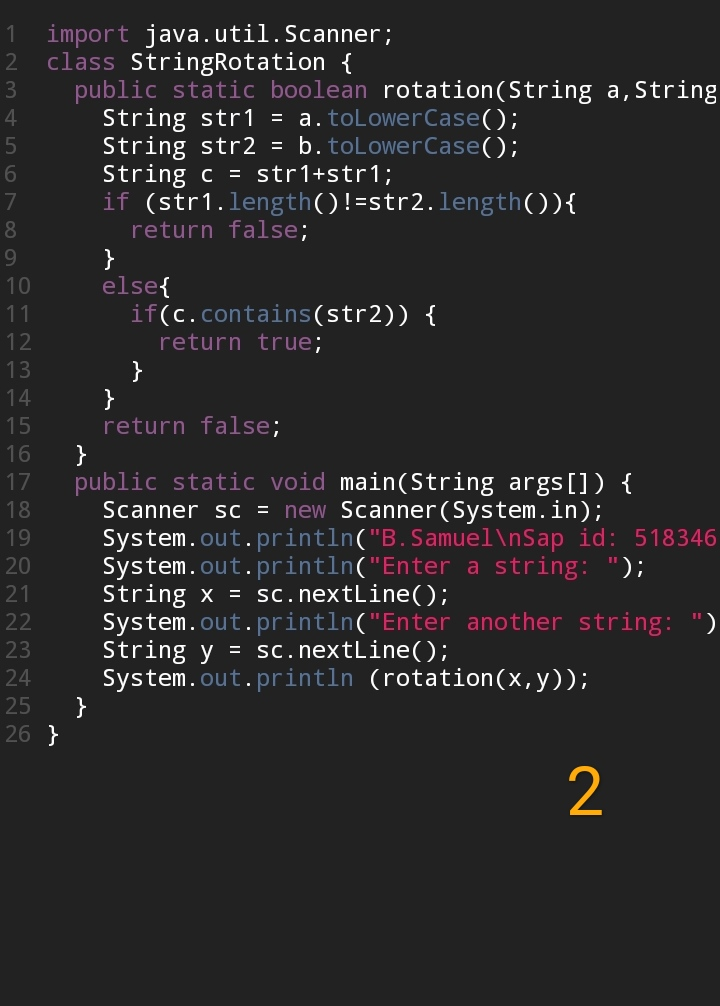 1 import java.util.Scanner;
2 class StringRotation {
3   public static boolean rotation(String a,String
4     String str1 = a.toLowerCase();
5     String str2 = b.toLowerCase();
6     String c = str1+str1;
7     if (str1.length()!=str2.length()){
8       return false;
9     }
10     else{
11       if(c.contains(str2)) {
12         return true;
13       }
14     }
15     return false;
16   }
17   public static void main(String args[]) {
18     Scanner sc = new Scanner(System.in);
19     System.out.println("B.Samuel\nSap id: 518346
20     System.out.println("Enter a string: ");
21     String x = sc.nextLine();
22     System.out.println("Enter another string: ")
23     String y = sc.nextLine();
24     System.out.println (rotation(x,y));
25   }
26 }
2